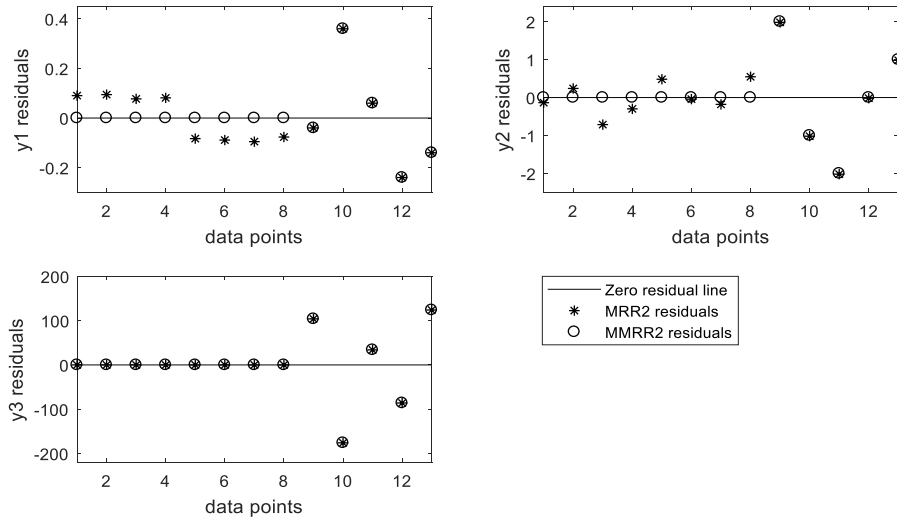 0.4
0.2
0
-0.2
y1 residuals
2 4 6 8 10 12
data points
2
1
0
-1
-2
y2 residuals
2 4 6 8 10 12
data points
200
100
0
-100
-200
y3 residuals
2 4 6 8 10 12
data points
Zero residual line
MRR2 residuals
MMRR2 residuals